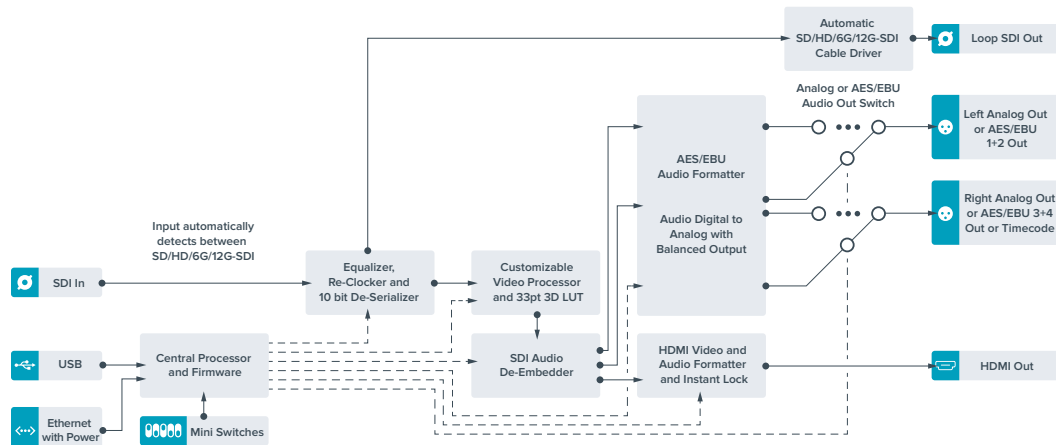 Automatic
SD/HD/6G/12G-SDI
Cable Driver
Loop SDI Out
Analog or AES/EBU
Audio Out Switch
Left Analog Out
or AES/EBU
1+2 Out
AES/EBU
Audio Formatter
Audio Digital to
Analog with
Balanced Output
Right Analog Out
or AES/EBU 3+4
Out or Timecode
Input automatically
detects between
SD/HD/6G/12G-SDI
SDI In
Equalizer,
Re-Clocker and
10 bit De-Serializer
Customizable
Video Processor
and 33pt 3D LUT
USB
Central Processor
and Firmware
SDI Audio
De-Embedder
HDMI Video and
Audio Formatter
and Instant Lock
HDMI Out
Ethernet
with Power
Mini Switches